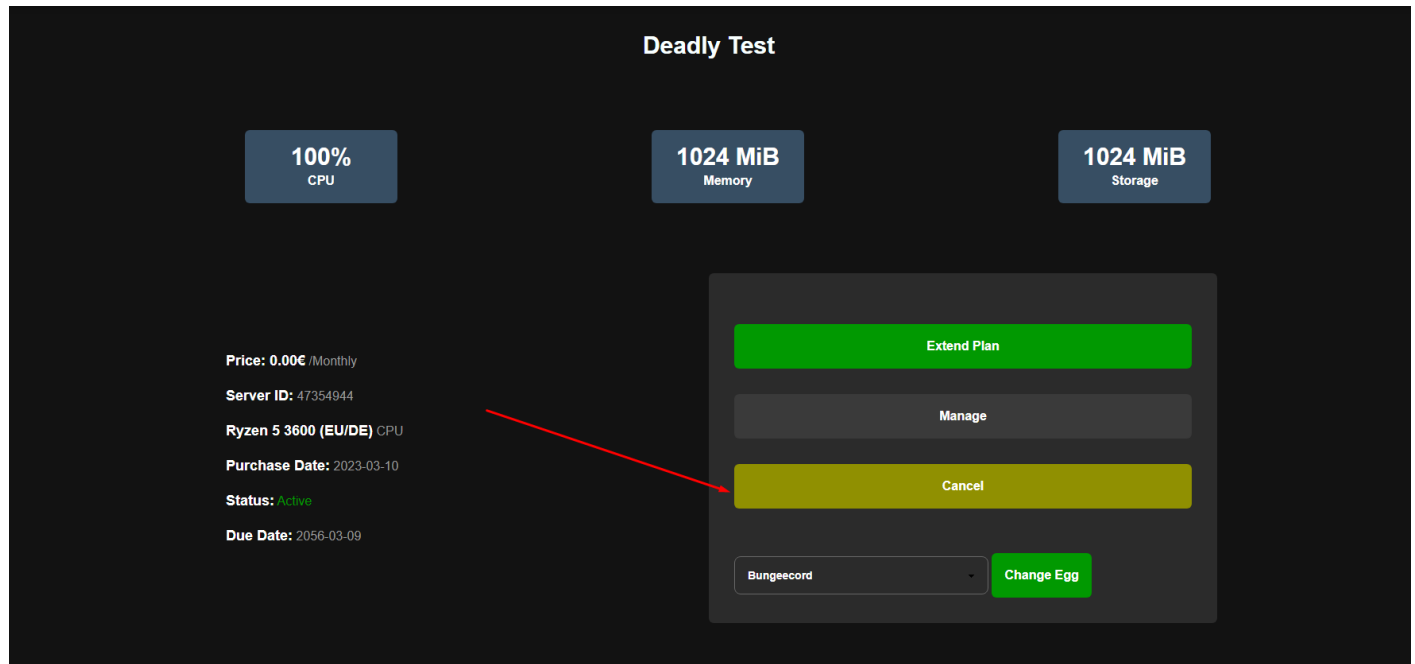 Deadly Test
100%
CPU
1024 MiB
Memory
1024 MiB
Storage
Price: 0.00€ /Monthly
Server ID: 47354944
Ryzen 5 3600 (EU/DE) CPU
Purchase Date: 2023-03-10
Status: Active
Due Date: 2056-03-09
Extend Plan
Manage
Cancel
Bungeecord
Change Egg